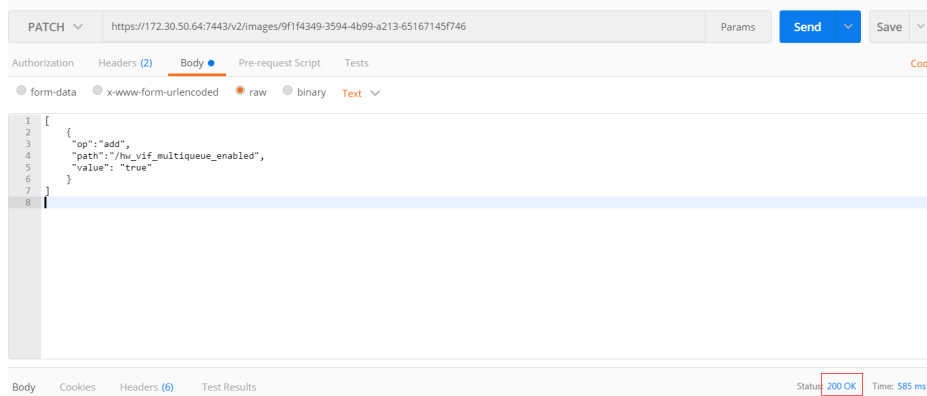 PATCH https://172.30.50.64:7443/v2/images/9f1f4349-3594-4b99-a213-65167145f746 Params Send Save
Authorization Headers (2) Body Pre-request Script Tests Cod
form-data x-www-form-urlencoded raw binary Text
1 [
2 {
3 "op":"add",
4 "path":"/hw_vif_multiqueue_enabled",
5 "value": "true"
6 }
7 ]
8
Body Cookies Headers (6) Test Results Status: 200 OK Time: 585 ms